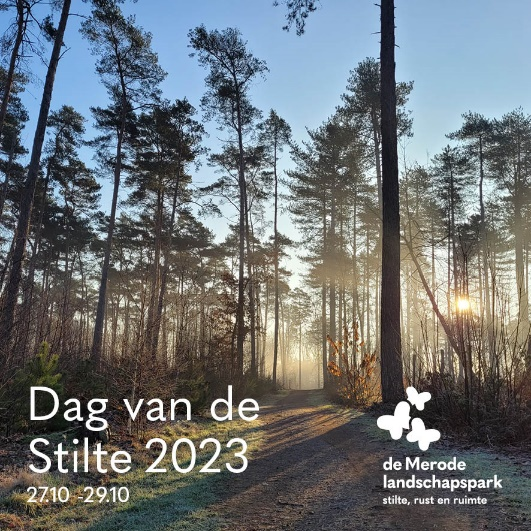 Dag van de
Stilte 2023
27.10 -29.10
de Merode
landschapspark
stilte, rust en ruimte